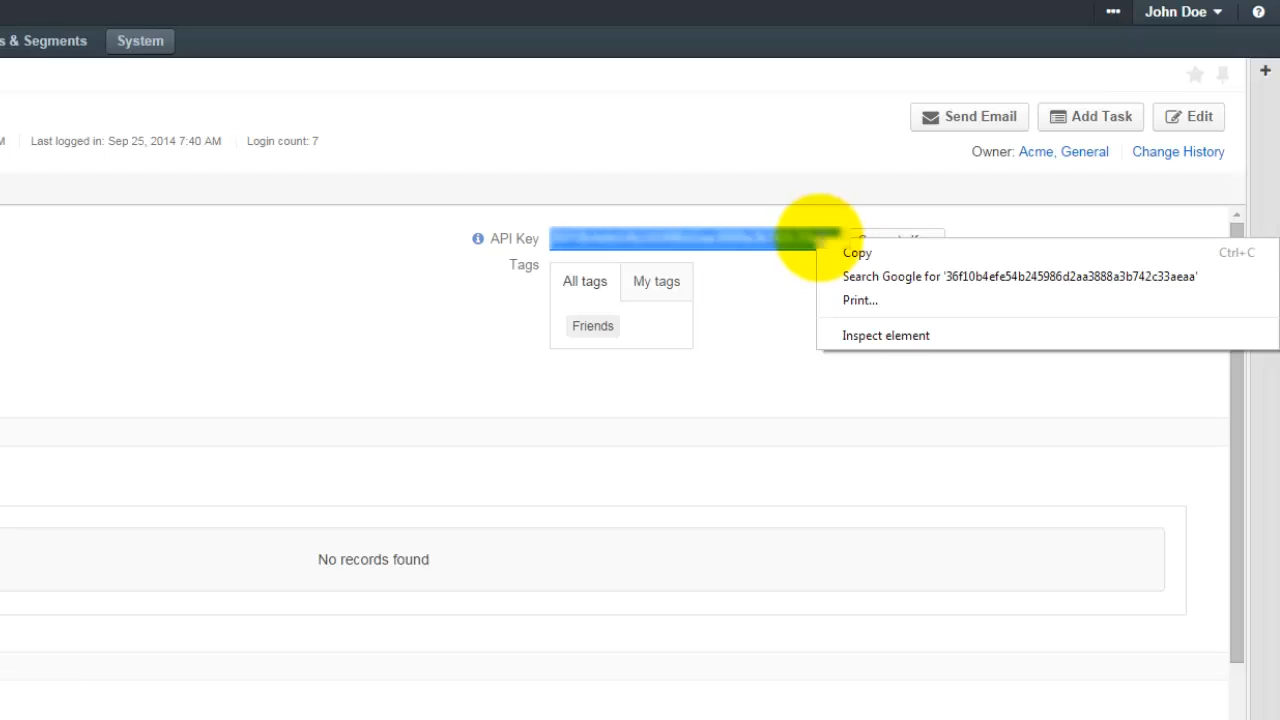 John Doe
s & Segments
System
Send Email
Add Task
Edit
M
Last logged in: Sep 25, 2014 7:40 AM
Login count: 7
Owner: Acme, General
Change History
API Key
Copy
Ctrl+C
Search Google for '36f10b4efe54b245986d2aa3888a3b742c33aeaa'
Print...
Inspect element
Tags
All tags
My tags
Friends
No records found